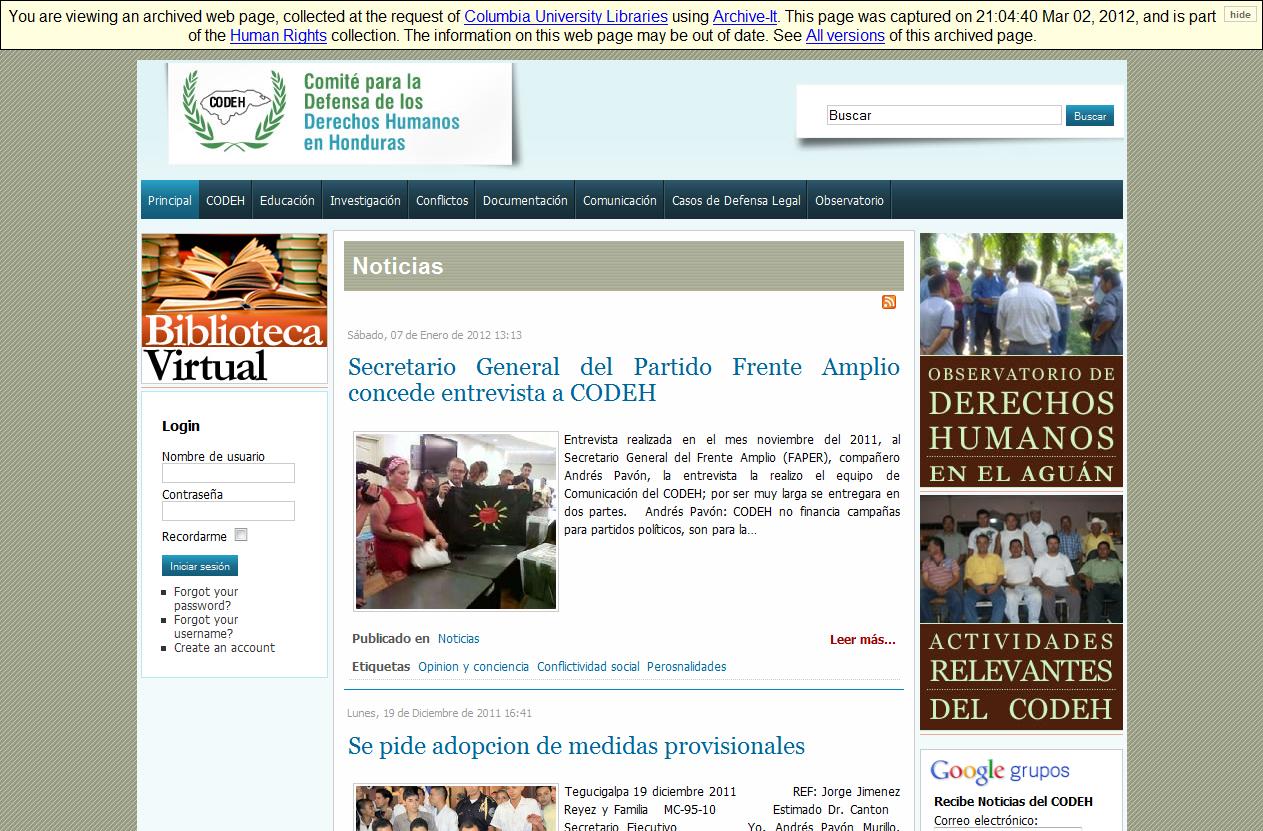 You are viewing an archived web page, collected at the request of Columbia University Libraries using Archive-It. This page was captured on 21:04:40 Mar 02, 2012, and is part
of the Human Rights collection. The information on this web page may be out of date. See All versions of this archived page.
hide
CODEH
Comité para la
Defensa de los
Derechos Humanos
en Honduras
Buscar
Buscar
Principal
CODEH
Educación
Investigación
Conflictos
Documentación
Comunicación
Casos de Defensa Legal
Observatorio
Biblioteca
Virtual
Login
Nombre de usuario
Contraseña
Recordarme
Iniciar sesión
Forgot your
password?
Forgot your
username?
Create an account
Noticias
Sábado, 07 de Enero de 2012 13:13
Secretario General del Partido Frente Amplio
concede entrevista a CODEH
Entrevista realizada en el mes noviembre del 2011, al
Secretario General del Frente Amplio (FAPER), compañero
Andrés Pavón, la entrevista la realizo el equipo de
Comunicación del CODEH; por ser muy larga se entregara en
dos partes. Andrés Pavón: CODEH no financia campañas
para partidos políticos, son para la...
Publicado en Noticias
Leer más...
Etiquetas Opinion y conciencia Conflictividad social Perosnalidades
Lunes, 19 de Diciembre de 2011 16:41
Se pide adopcion de medidas provisionales
Tegucigalpa 19 diciembre 2011 REF: Jorge Jimenez
Reyez y Familia MC-95-10 Estimado Dr. Canton
Secretario Ejecutivo Yo, Andrés Pavón Murillo,
OBSERVATORIO DE
DERECHOS
HUMANOS
EN EL AGUÁN
ACTIVIDADES
RELEVANTES
DEL CODEH
Google grupos
Recibe Noticias del CODEH
Correo electrónico: